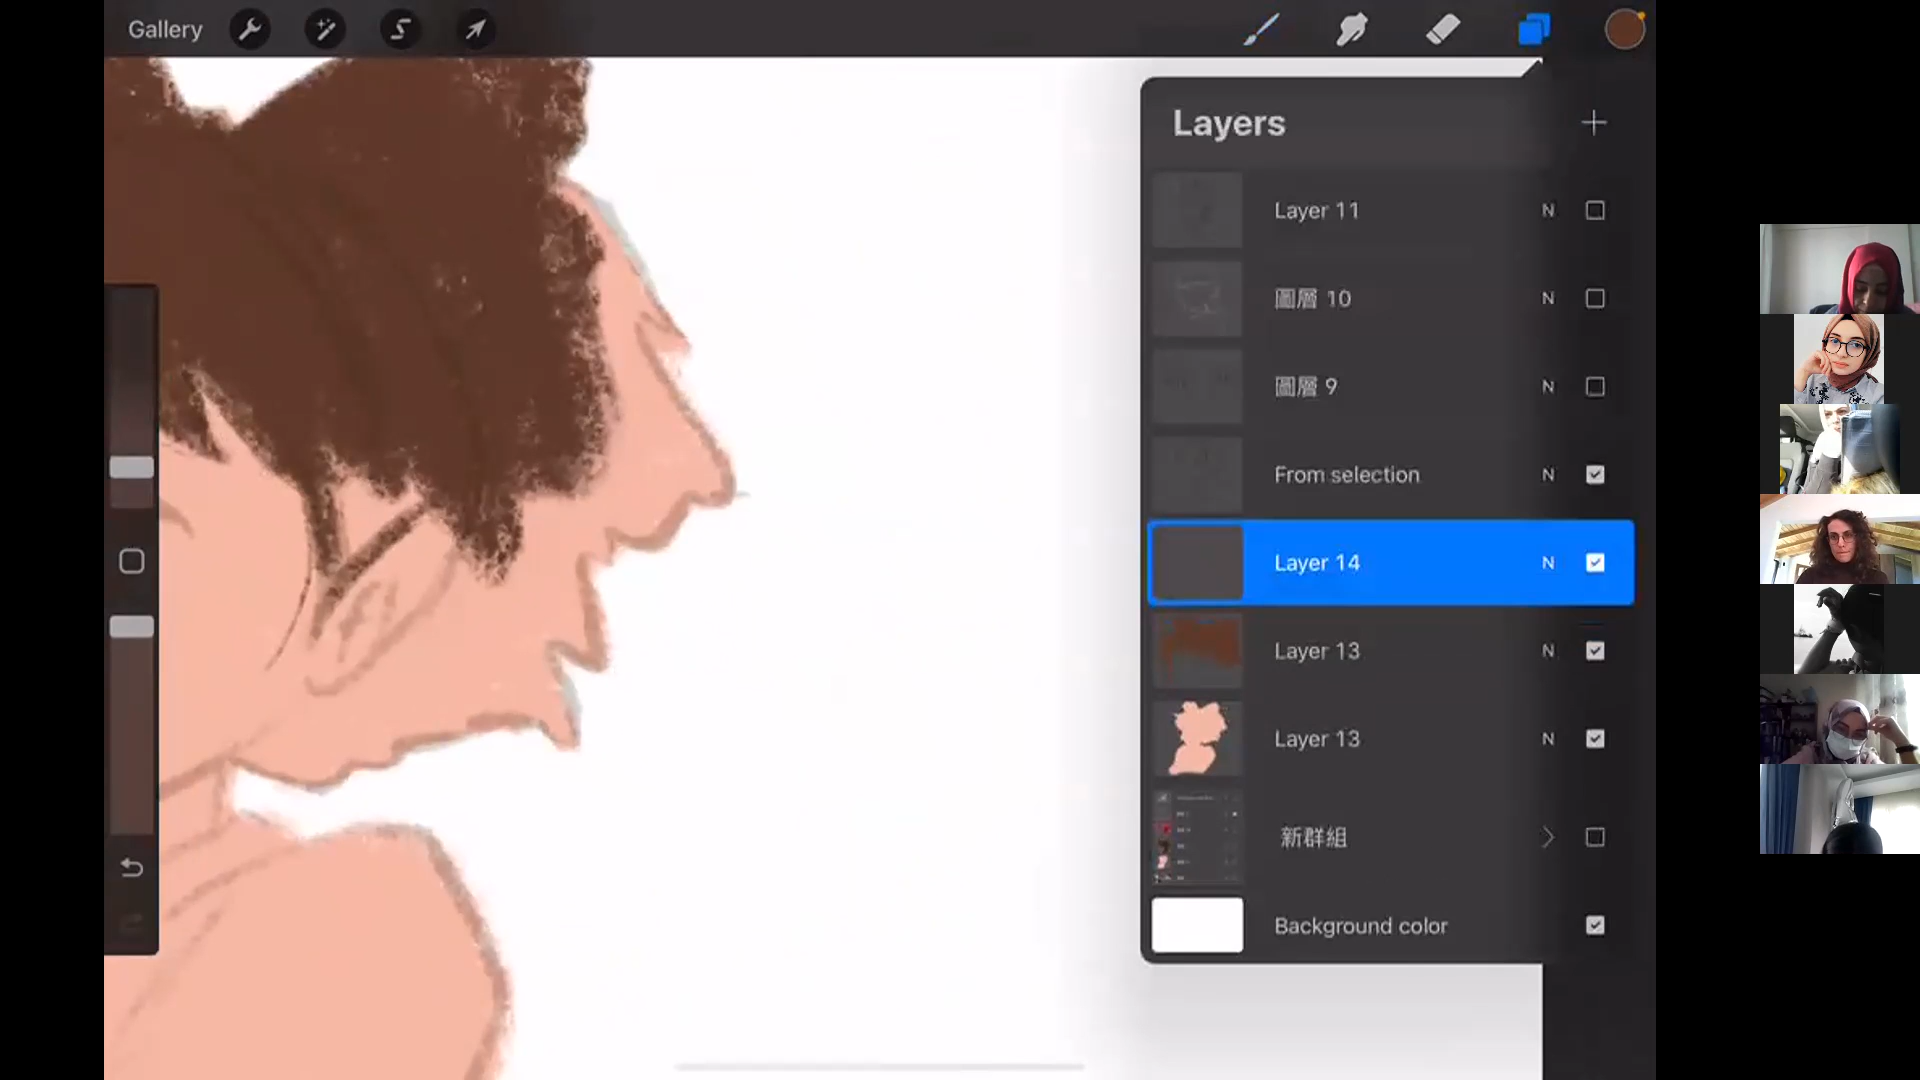 Gallery
Layers
Layer 11 N
圖層 10 N
圖層 9 N
From selection N
Layer 14 N
Layer 13 N
Layer 13 N
新群組
Background color